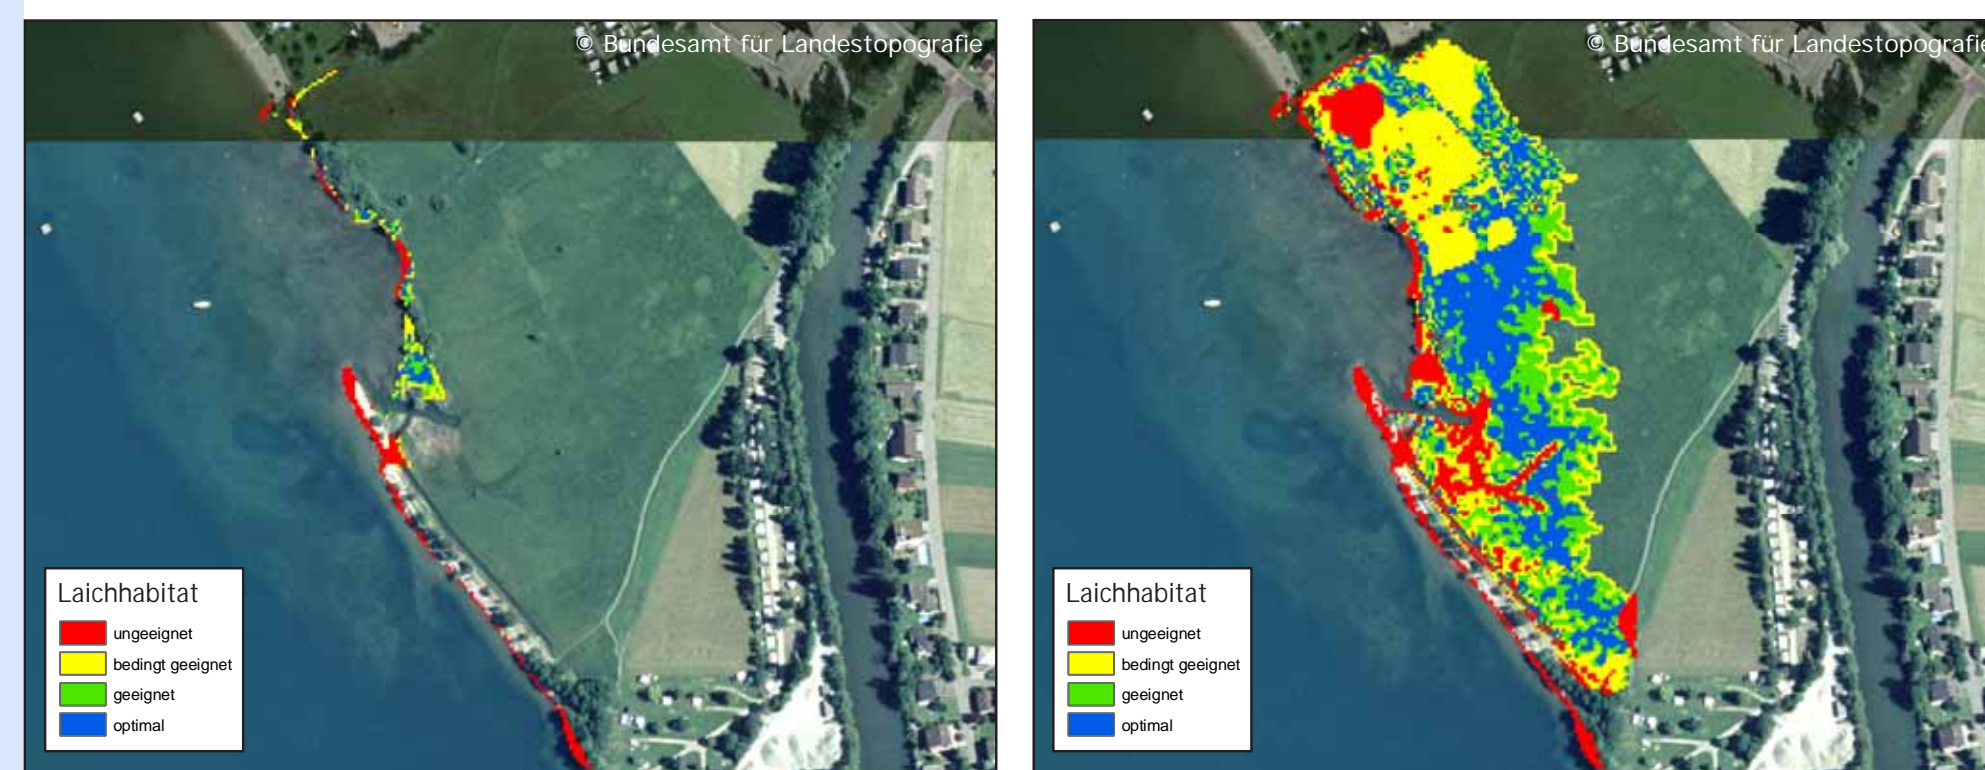 © Bundesamt für Landestopografie
Laichhabitat
ungeeignet
bedingt geeignet
geeignet
optimal
© Bundesamt für Landestopografie
Laichhabitat
ungeeignet
bedingt geeignet
geeignet
optimal